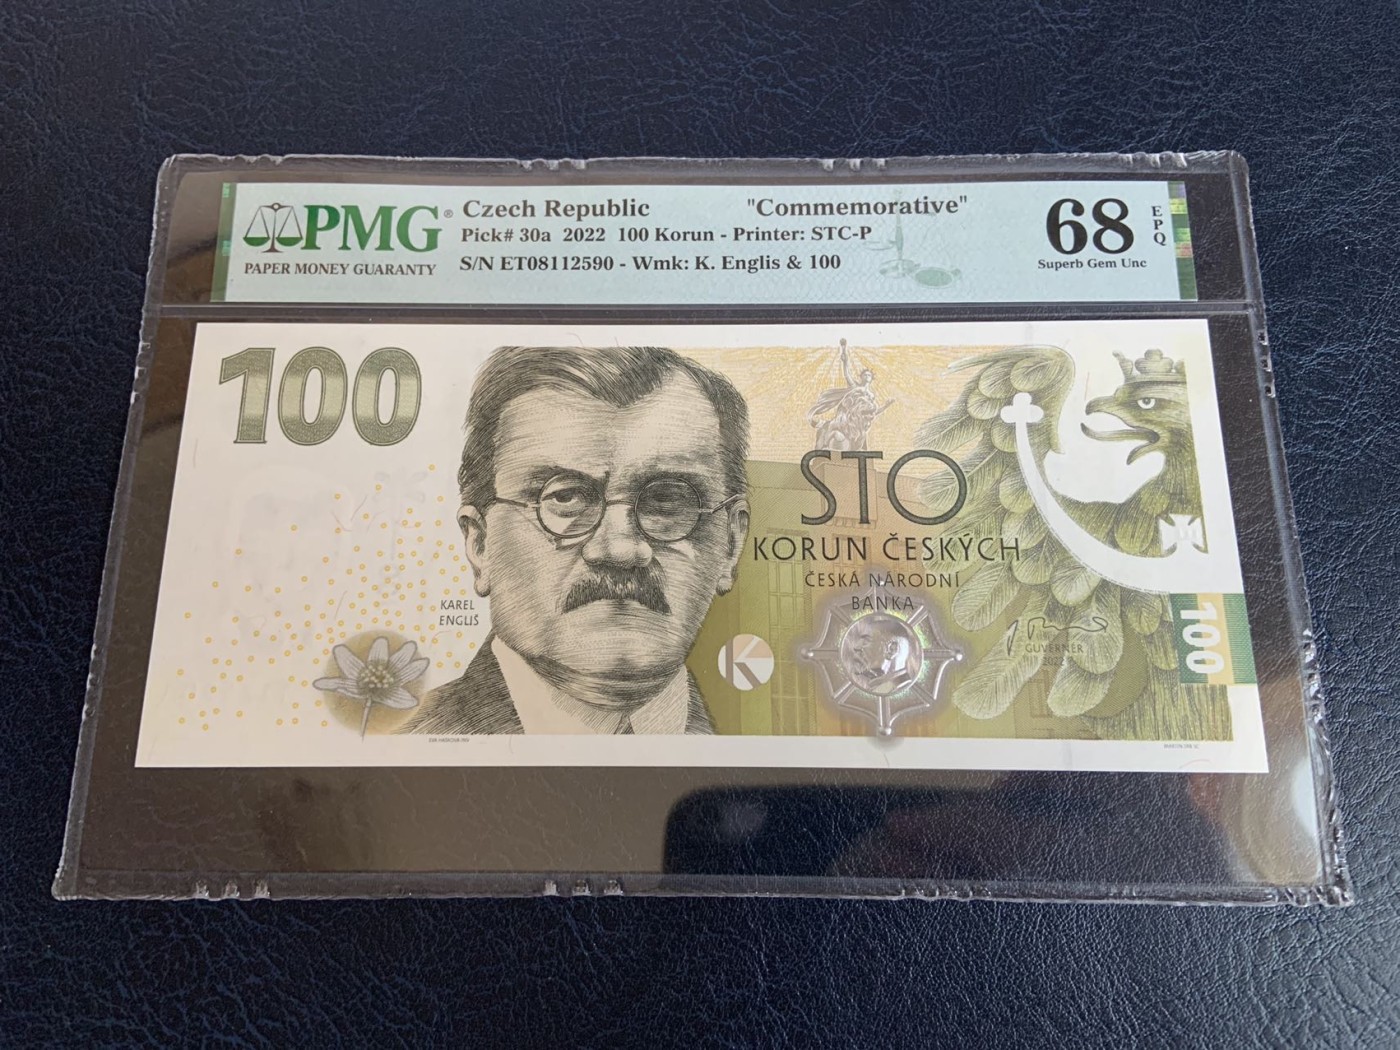 PMG®
PAPER MONEY GUARANTY
Czech Republic "Commemorative"
Pick# 30a 2022 100 Korun - Printer: STC-P
S/N ET08112590 - Wmk: K. Englis & 100
68
EPQ
Superb Gem Unc
100
STO
KORUN ČESKÝCH
ČESKÁ NÁRODNÍ
BANKA
KAREL
ENGLIŠ
K
GUVERNÉR
2022
100